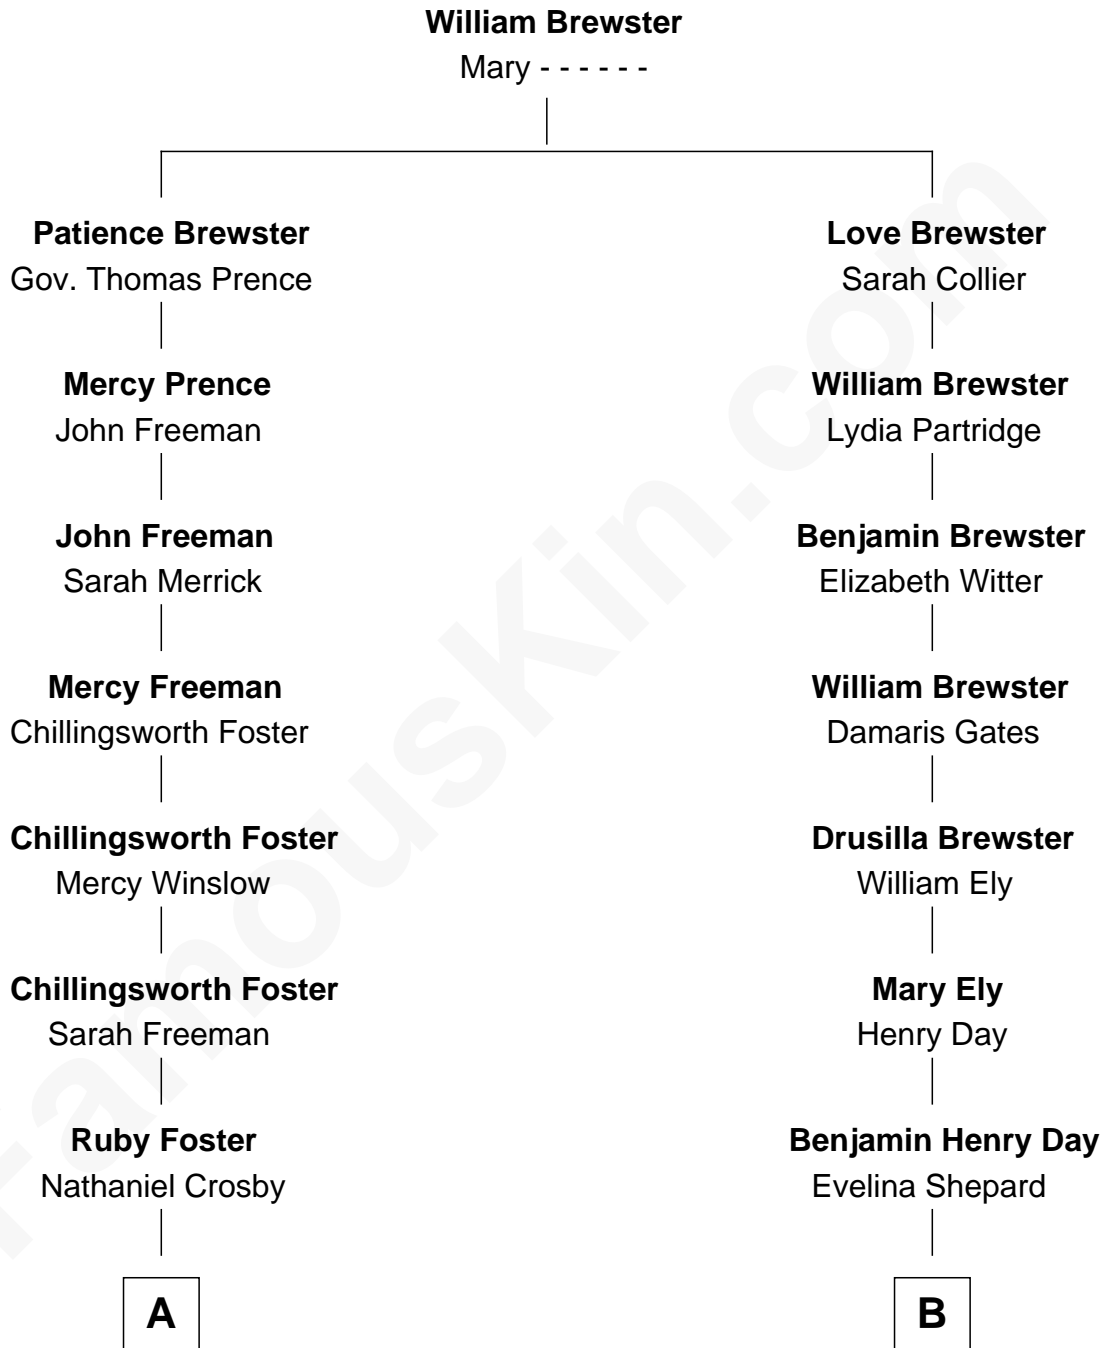 William Brewster
Mary - - - - - -
Patience Brewster
Gov. Thomas Prence
Love Brewster
Sarah Collier
Mercy Prence
John Freeman
William Brewster
Lydia Partridge
John Freeman
Sarah Merrick
Benjamin Brewster
Elizabeth Witter
Mercy Freeman
Chillingsworth Foster
William Brewster
Damaris Gates
Chillingsworth Foster
Mercy Winslow
Drusilla Brewster
William Ely
Chillingsworth Foster
Sarah Freeman
Mary Ely
Henry Day
Ruby Foster
Nathaniel Crosby
Benjamin Henry Day
Evelina Shepard
A
B
FamousKin.com